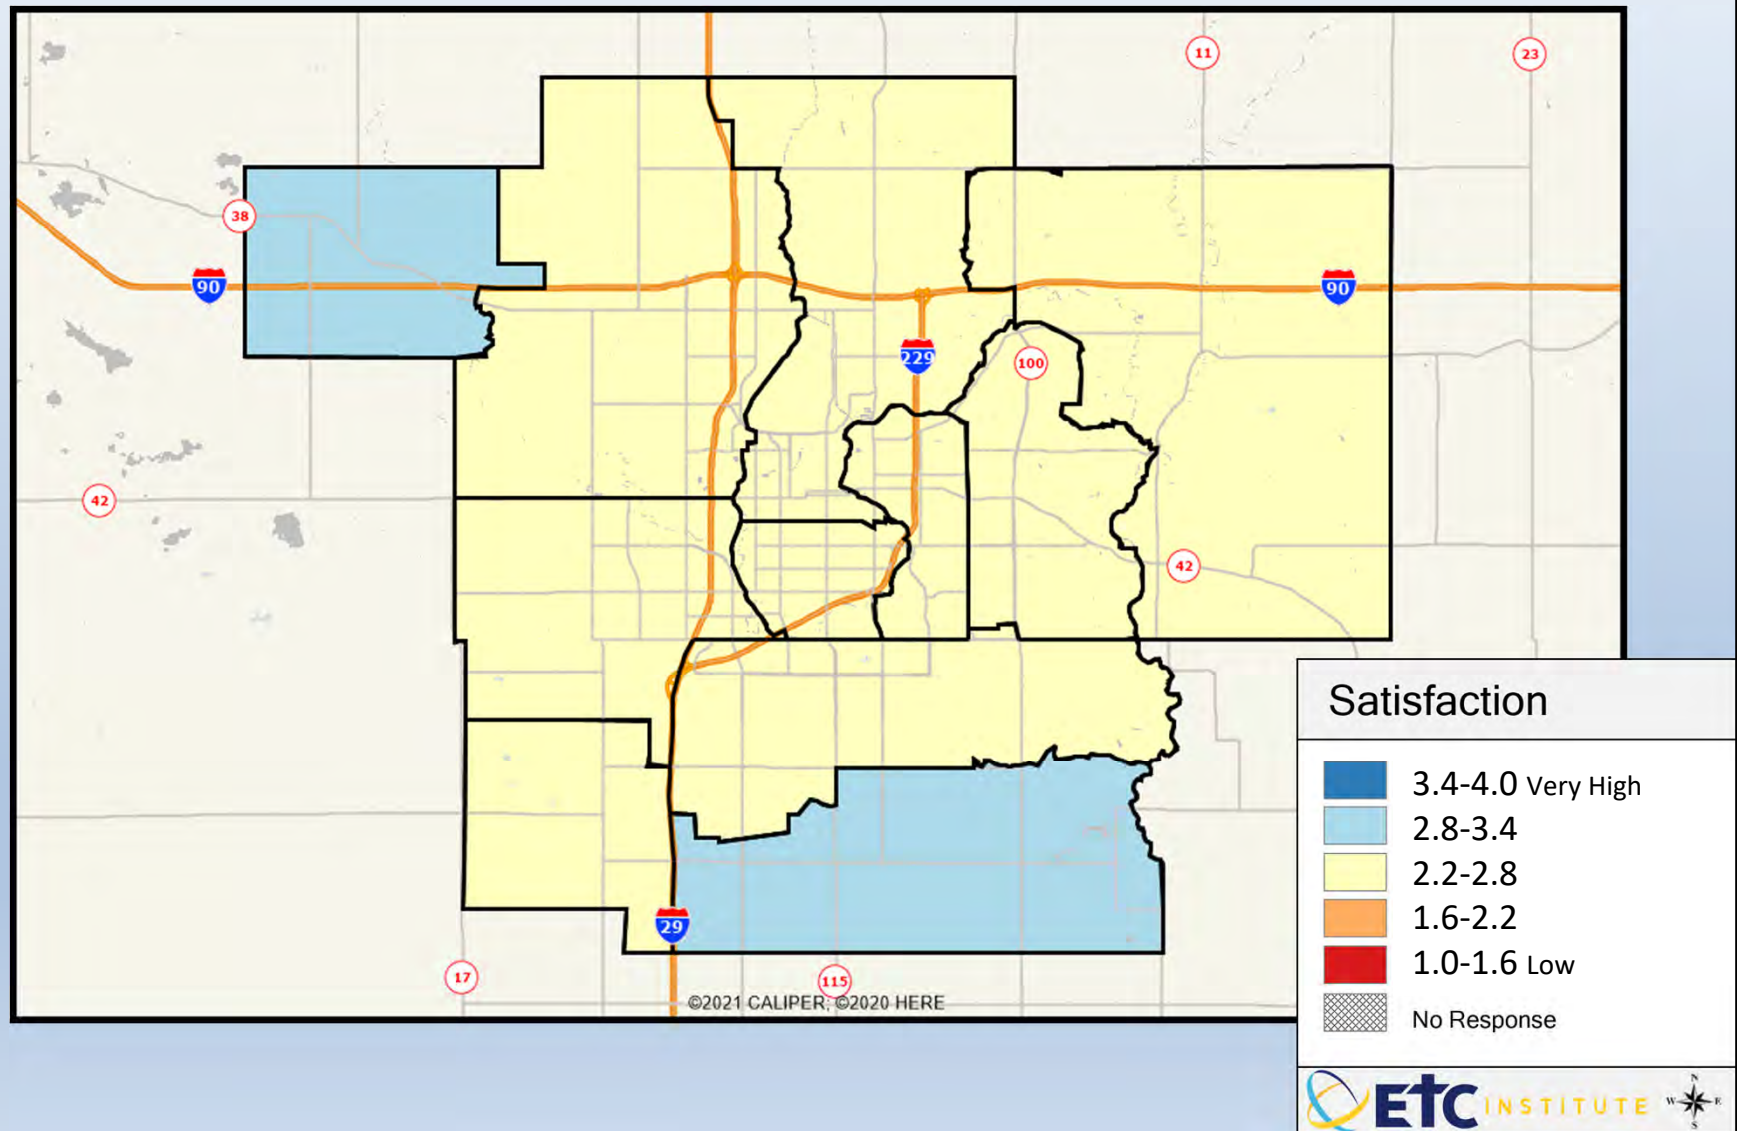 11
23
38
90
90
229
100
42
42
29
17
115
©2021 CALIPER; ©2020 HERE
Satisfaction
3.4-4.0 Very High
2.8-3.4
2.2-2.8
1.6-2.2
1.0-1.6 Low
No Response
ETC INSTITUTE
N
W E
S